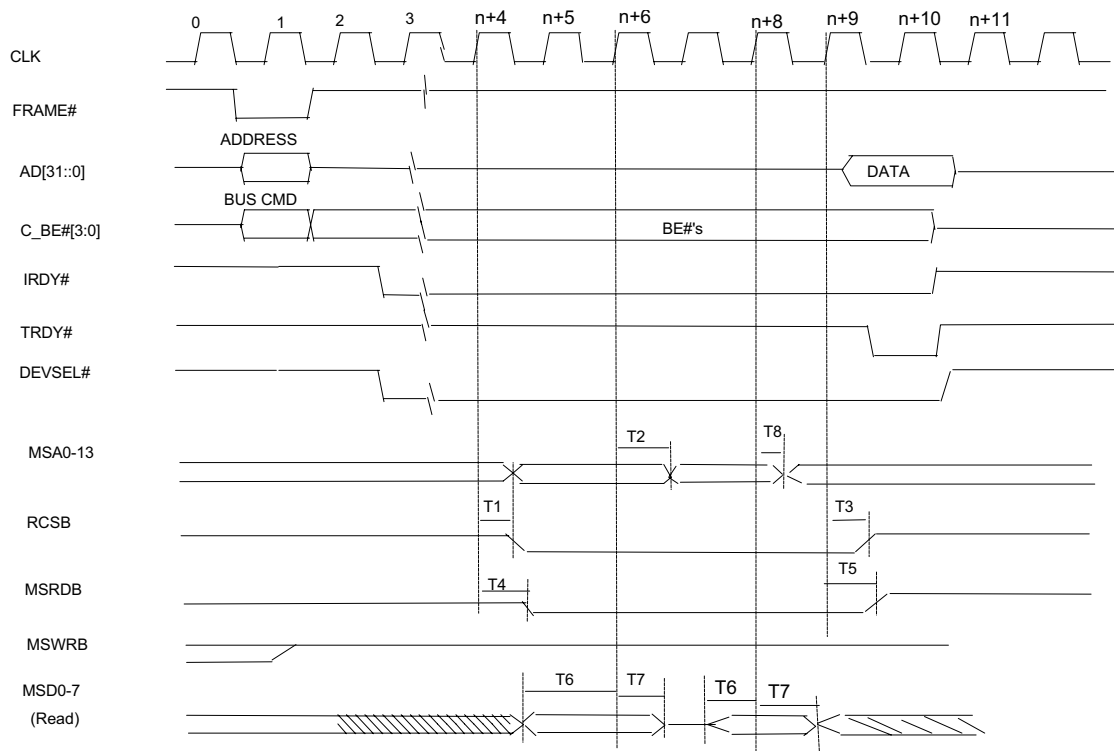 0 1 2 3 n+4 n+5 n+6 n+8 n+9 n+10 n+11
CLK
FRAME#
ADDRESS
AD[31::0]
DATA
BUS CMD
C_BE#[3:0]
BE#'s
IRDY#
TRDY#
DEVSEL#
T2 T8
MSA0-13
T1 T3
RCSB
T5
T4
MSRDB
MSWRB
MSD0-7
T6 T7 T6 T7
(Read)